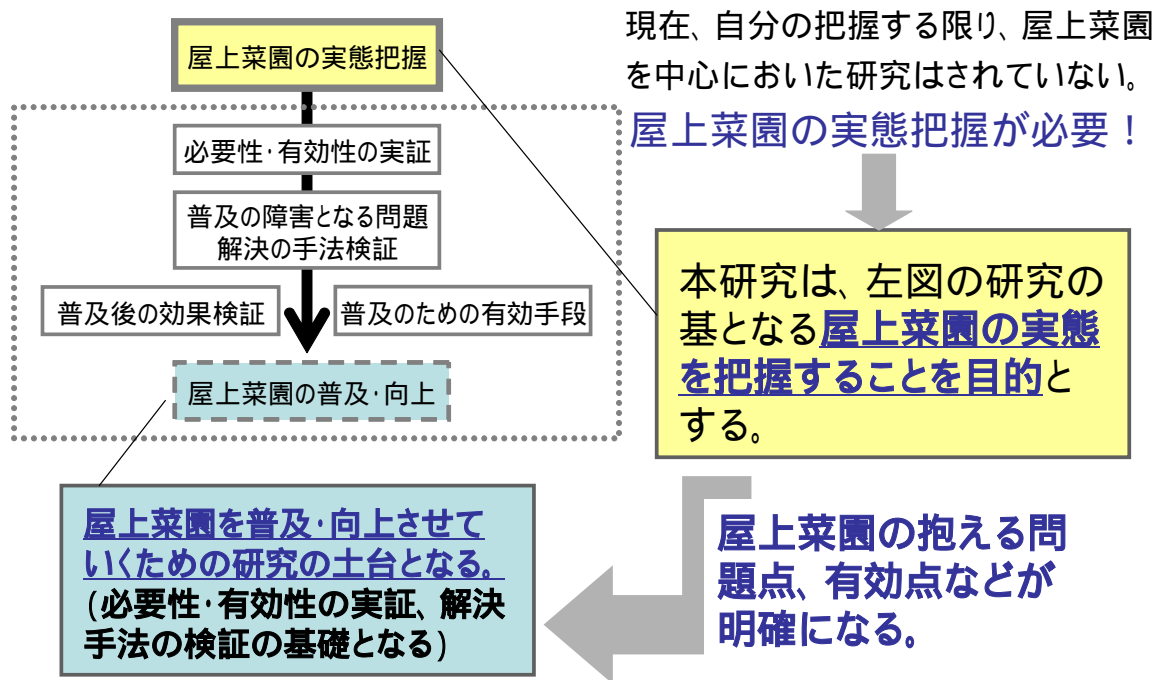 屋上菜園の実態把握
必要性・有効性の実証
普及の障害となる問題
解決の手法検証
普及後の効果検証
普及のための有効手段
屋上菜園の普及・向上
現在、自分の把握する限り、屋上菜園
を中心においた研究はされていない。
屋上菜園の実態把握が必要！
本研究は、左図の研究の
基となる屋上菜園の実態
を把握することを目的と
する。
屋上菜園の抱える問
題点、有効点などが
明確になる。
屋上菜園を普及・向上させて
いくための研究の土台となる。
(必要性・有効性の実証、解決
手法の検証の基礎となる)